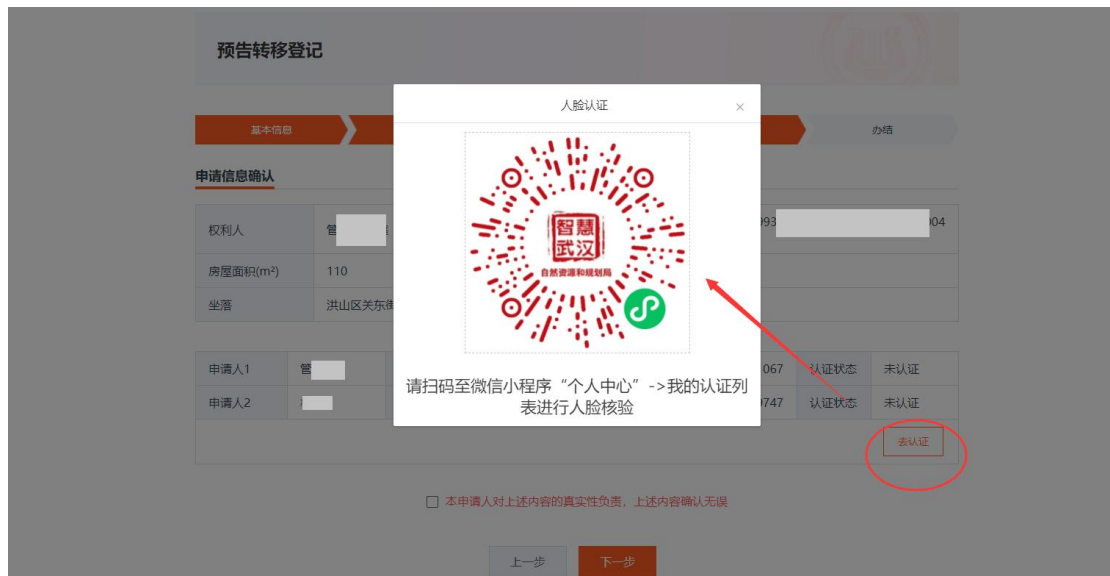 预告转移登记
人脸认证
×
基本信息
办结
申请信息确认
权利人
管
993
004
房屋面积(m²)
110
坐落
洪山区关东街
智慧
武汉
自然资源和规划局
申请人1
管
067
认证状态
未认证
请扫码至微信小程序“个人中心”->我的认证列
表进行人脸核验
申请人2
9747
认证状态
未认证
去认证
本申请人对上述内容的真实性负责，上述内容确认无误
上一步
下一步